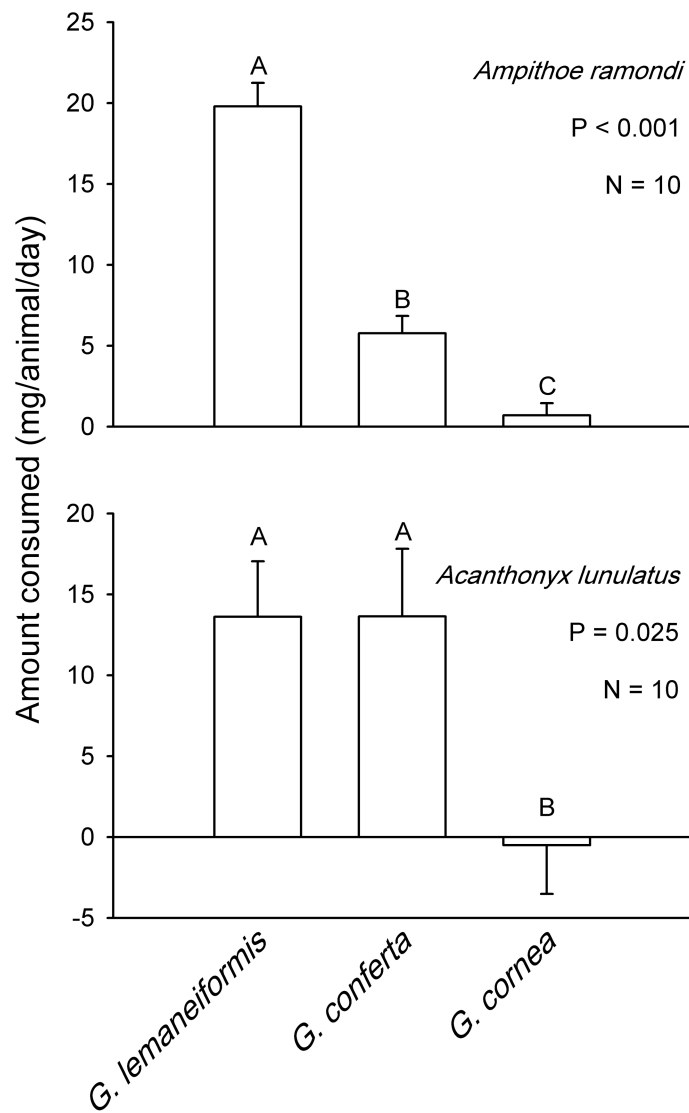 Amount consumed (mg/animal/day)
25
20
15
10
5
0
A
B
C
Ampithoe ramondi
P < 0.001
N = 10
20
15
10
5
0
-5
A
A
B
Acanthonyx lunulatus
P = 0.025
N = 10
G. lemaneiformis
G. conferta
G. cornea